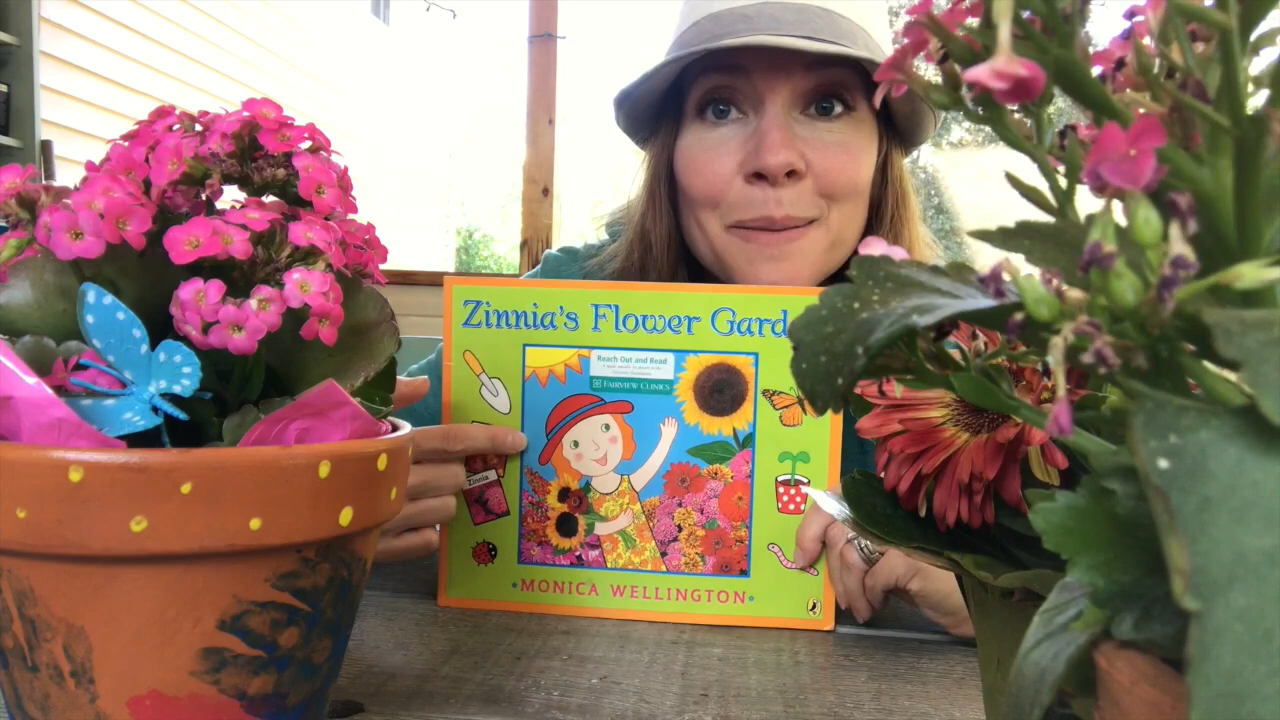 Zinnia's Flower Gard
Reach Out and Read
FAIRVIEW CLINICS
Zinnia
MONICA WELLINGTON